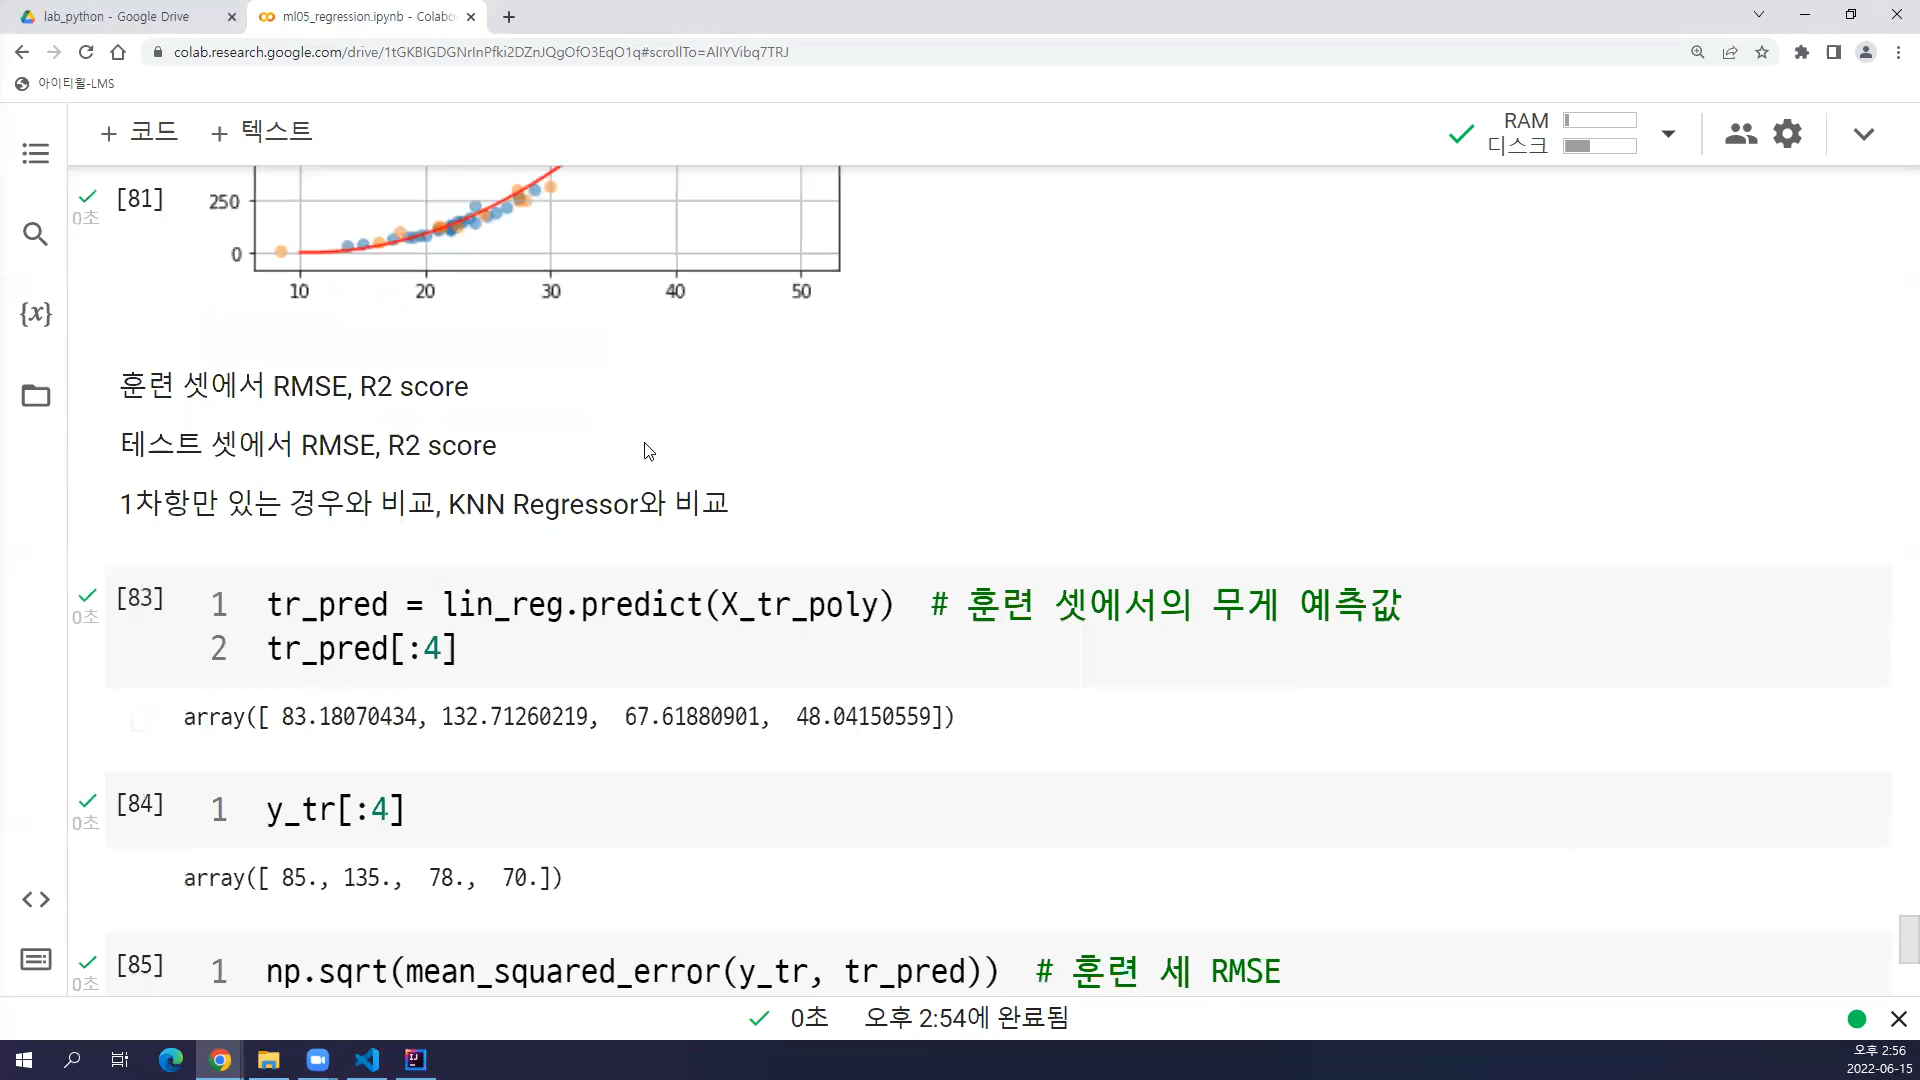 lab_python - Google Drive
ml05_regression.ipynb - Colabo
colab.research.google.com/drive/1tGKBIGDGNrInPfki2DZnJQgOfO3EqO1q#scrollTo=AlIYVibq7TRJ
아이티윌-LMS
+ 코드 + 텍스트
RAM
디스크
{x}
[81]
0초
250
0
10 20 30 40 50
훈련 셋에서 RMSE, R2 score
테스트 셋에서 RMSE, R2 score
1차항만 있는 경우와 비교, KNN Regressor와 비교
[83]
0초
1 tr_pred = lin_reg.predict(X_tr_poly) # 훈련 셋에서의 무게 예측값
2 tr_pred[:4]
array([ 83.18070434, 132.71260219, 67.61880901, 48.04150559])
[84]
0초
1 y_tr[:4]
array([ 85., 135., 78., 70.])
[85]
0초
1 np.sqrt(mean_squared_error(y_tr, tr_pred)) # 훈련 세 RMSE
0초 오후 2:54에 완료됨
오후 2:56
2022-06-15